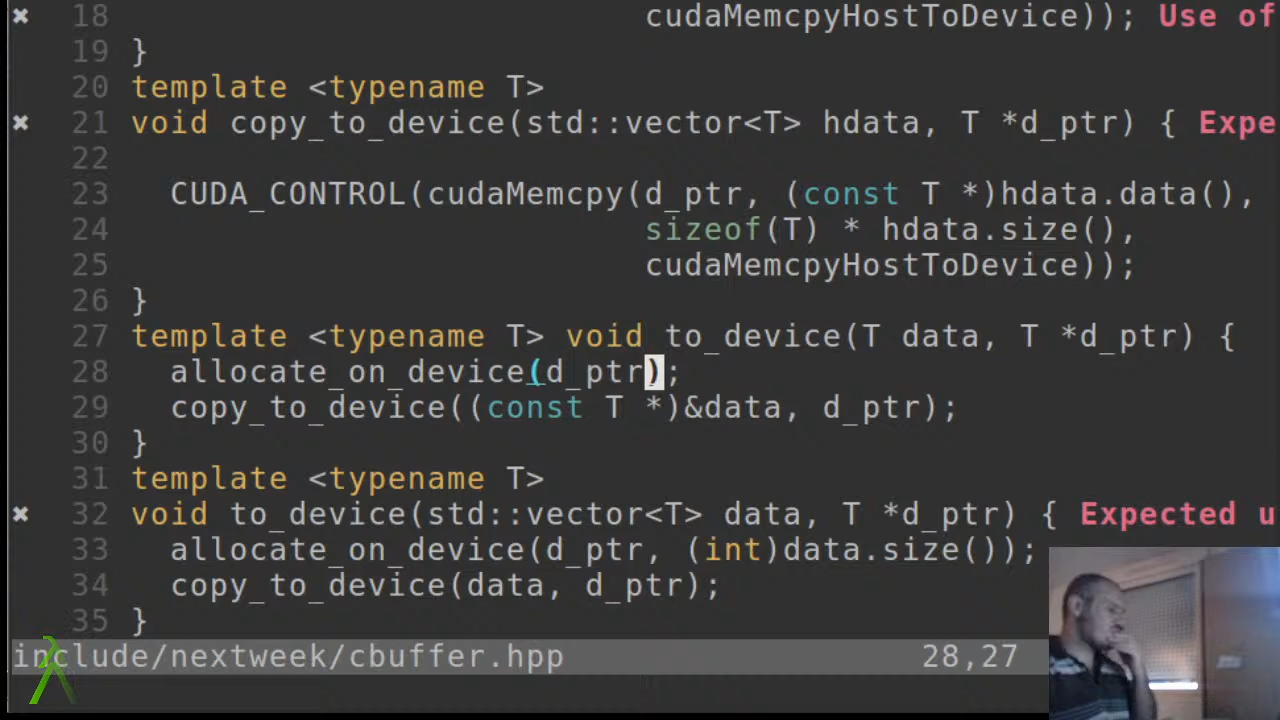 ✖ 18 cudaMemcpyHostToDevice)); Use of
19 }
20 template <typename T>
✖ 21 void copy_to_device(std::vector<T> hdata, T *d_ptr) { Expe
22
23 CUDA_CONTROL(cudaMemcpy(d_ptr, (const T *)hdata.data(),
24 sizeof(T) * hdata.size(),
25 cudaMemcpyHostToDevice));
26 }
27 template <typename T> void to_device(T data, T *d_ptr) {
28 allocate_on_device(d_ptr);
29 copy_to_device((const T *)&data, d_ptr);
30 }
31 template <typename T>
✖ 32 void to_device(std::vector<T> data, T *d_ptr) { Expected u
33 allocate_on_device(d_ptr, (int)data.size());
34 copy_to_device(data, d_ptr);
35 }
include/nextweek/cbuffer.hpp 28,27